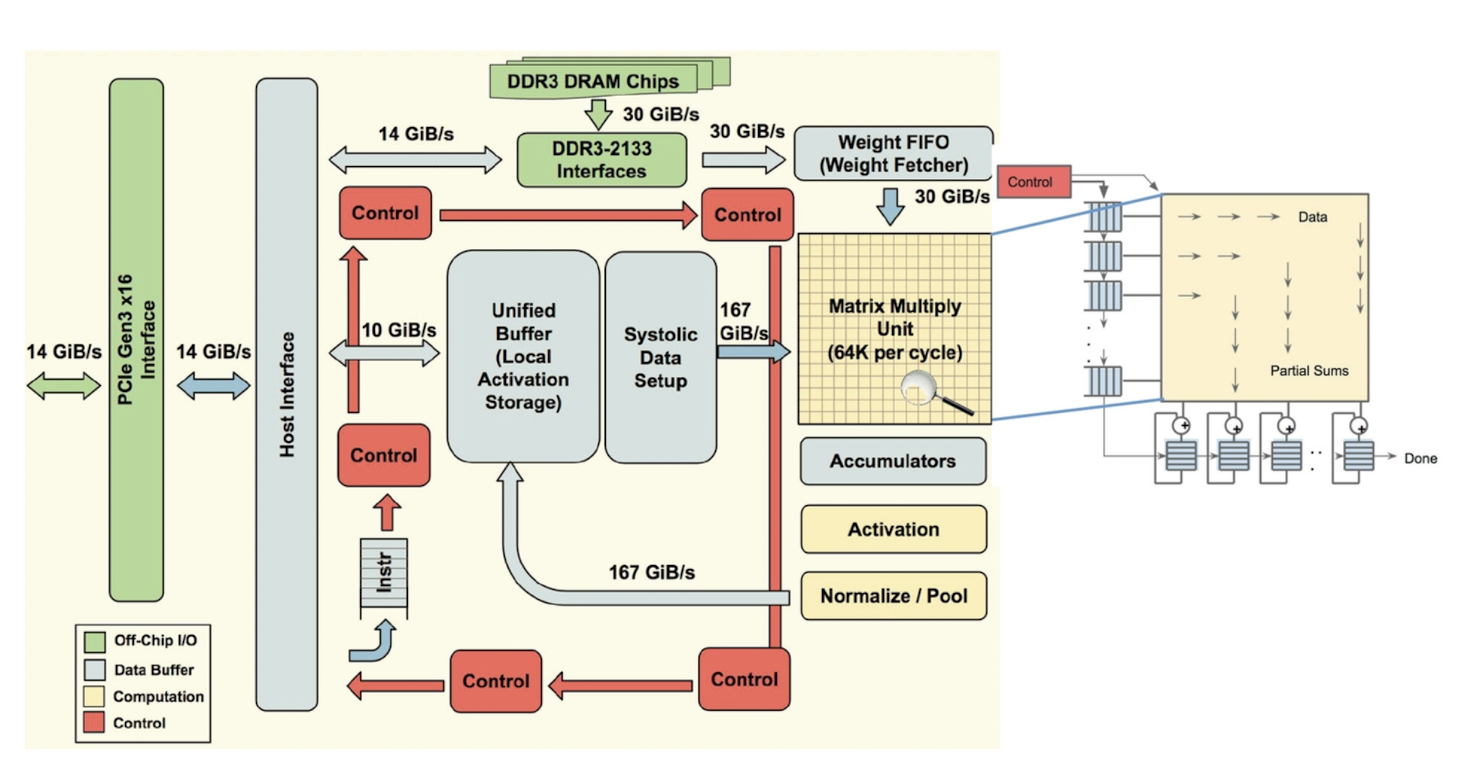 DDR3 DRAM Chips
30 GiB/s
14 GiB/s
DDR3-2133
Interfaces
30 GiB/s
Weight FIFO
(Weight Fetcher)
30 GiB/s
Control
Control
Control
PCIe Gen3 x16
Interface
14 GiB/s
14 GiB/s
Host Interface
10 GiB/s
Unified
Buffer
(Local
Activation
Storage)
Systolic
Data
Setup
167
GiB/s
Matrix Multiply
Unit
(64K per cycle)
Data
Partial Sums
+
+
+
+
Done
Control
Accumulators
Activation
Instr
167 GiB/s
Normalize / Pool
Control
Control
Off-Chip I/O
Data Buffer
Computation
Control